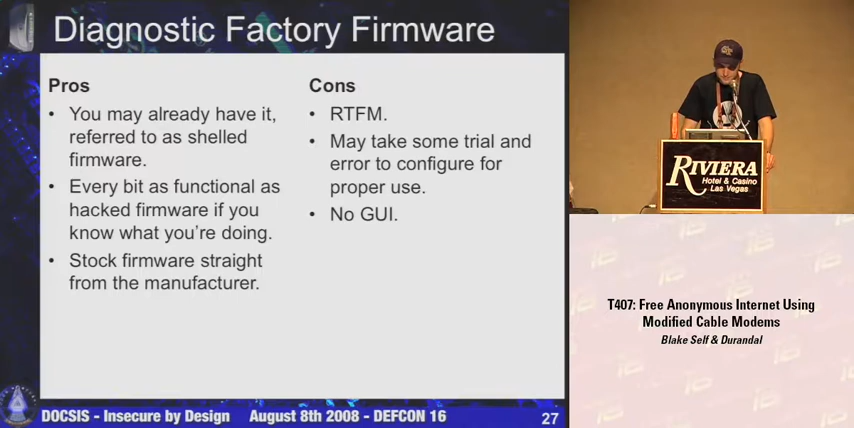 Diagnostic Factory Firmware
Pros
• You may already have it,
referred to as shelled
firmware.
• Every bit as functional as
hacked firmware if you
know what you're doing.
• Stock firmware straight
from the manufacturer.
Cons
• RTFM.
• May take some trial and
error to configure for
proper use.
• No GUI.
DOCSIS - Insecure by Design August 8th 2008 - DEFCON 16 27
RIVIERA
Hotel & Casino
Las Vegas
T407: Free Anonymous Internet Using
Modified Cable Modems
Blake Self & Durandal